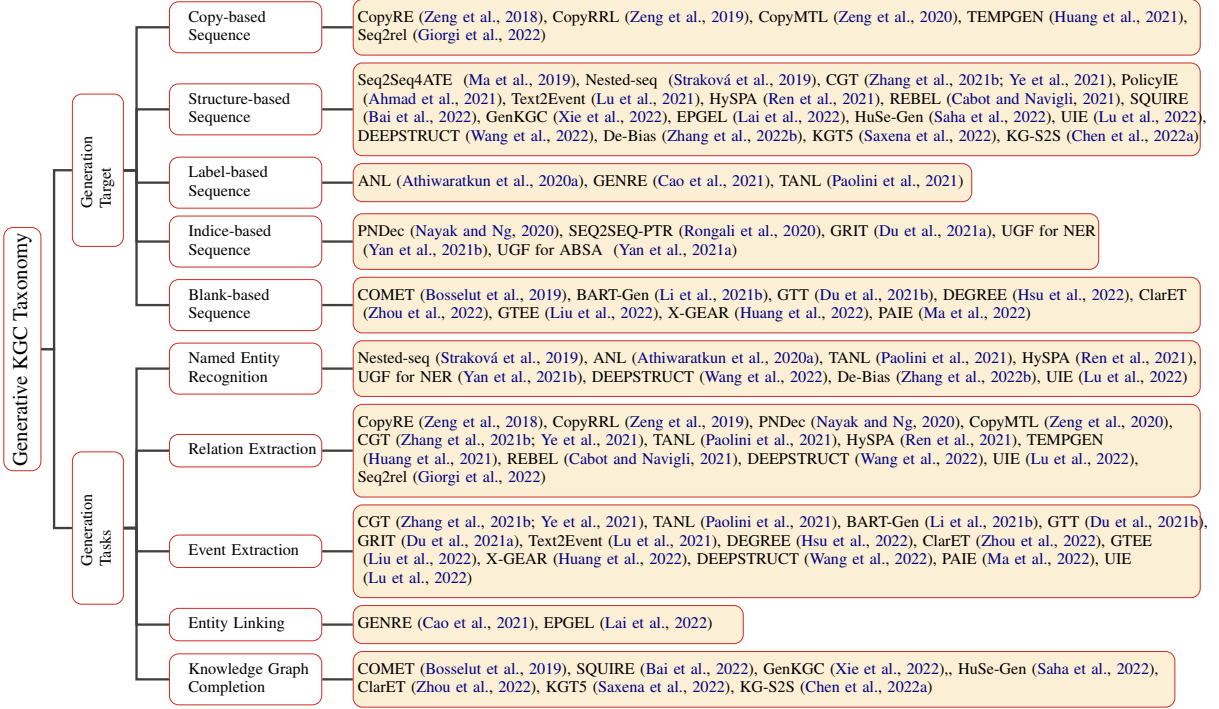 Generative KGC Taxonomy
Generation
Target
Copy-based
Sequence
CopyRE (Zeng et al., 2018), CopyRRL (Zeng et al., 2019), CopyMTL (Zeng et al., 2020), TEMPGEN (Huang et al., 2021),
Seq2rel (Giorgi et al., 2022)
Structure-based
Sequence
Seq2Seq4ATE (Ma et al., 2019), Nested-seq (Straková et al., 2019), CGT (Zhang et al., 2021b; Ye et al., 2021), PolicyIE
(Ahmad et al., 2021), Text2Event (Lu et al., 2021), HySPA (Ren et al., 2021), REBEL (Cabot and Navigli, 2021), SQUIRE
(Bai et al., 2022), GenKGC (Xie et al., 2022), EPGEL (Lai et al., 2022), HuSe-Gen (Saha et al., 2022), UIE (Lu et al., 2022),
DEEPSTRUCT (Wang et al., 2022), De-Bias (Zhang et al., 2022b), KGT5 (Saxena et al., 2022), KG-S2S (Chen et al., 2022a)
Label-based
Sequence
ANL (Athiwaratkun et al., 2020a), GENRE (Cao et al., 2021), TANL (Paolini et al., 2021)
Indice-based
Sequence
PNDec (Nayak and Ng, 2020), SEQ2SEQ-PTR (Rongali et al., 2020), GRIT (Du et al., 2021a), UGF for NER
(Yan et al., 2021b), UGF for ABSA (Yan et al., 2021a)
Blank-based
Sequence
COMET (Bosselut et al., 2019), BART-Gen (Li et al., 2021b), GTT (Du et al., 2021b), DEGREE (Hsu et al., 2022), ClarET
(Zhou et al., 2022), GTEE (Liu et al., 2022), X-GEAR (Huang et al., 2022), PAIE (Ma et al., 2022)
Generation
Tasks
Named Entity
Recognition
Nested-seq (Straková et al., 2019), ANL (Athiwaratkun et al., 2020a), TANL (Paolini et al., 2021), HySPA (Ren et al., 2021),
UGF for NER (Yan et al., 2021b), DEEPSTRUCT (Wang et al., 2022), De-Bias (Zhang et al., 2022b), UIE (Lu et al., 2022)
Relation Extraction
CopyRE (Zeng et al., 2018), CopyRRL (Zeng et al., 2019), PNDec (Nayak and Ng, 2020), CopyMTL (Zeng et al., 2020),
CGT (Zhang et al., 2021b; Ye et al., 2021), TANL (Paolini et al., 2021), HySPA (Ren et al., 2021), TEMPGEN
(Huang et al., 2021), REBEL (Cabot and Navigli, 2021), DEEPSTRUCT (Wang et al., 2022), UIE (Lu et al., 2022),
Seq2rel (Giorgi et al., 2022)
Event Extraction
CGT (Zhang et al., 2021b; Ye et al., 2021), TANL (Paolini et al., 2021), BART-Gen (Li et al., 2021b), GTT (Du et al., 2021b),
GRIT (Du et al., 2021a), Text2Event (Lu et al., 2021), DEGREE (Hsu et al., 2022), ClarET (Zhou et al., 2022), GTEE
(Liu et al., 2022), X-GEAR (Huang et al., 2022), DEEPSTRUCT (Wang et al., 2022), PAIE (Ma et al., 2022), UIE
(Lu et al., 2022)
Entity Linking
GENRE (Cao et al., 2021), EPGEL (Lai et al., 2022)
Knowledge Graph
Completion
COMET (Bosselut et al., 2019), SQUIRE (Bai et al., 2022), GenKGC (Xie et al., 2022),, HuSe-Gen (Saha et al., 2022),
ClarET (Zhou et al., 2022), KGT5 (Saxena et al., 2022), KG-S2S (Chen et al., 2022a)